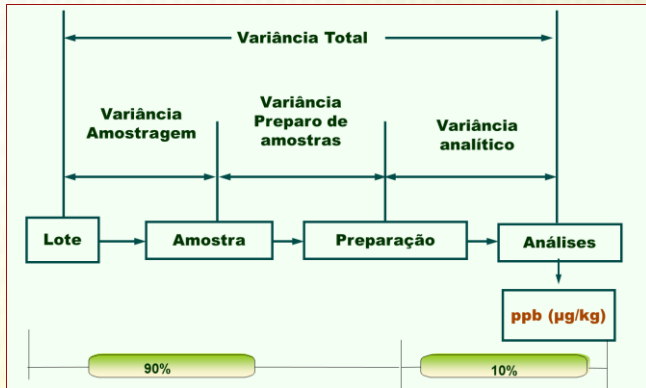 Variância Total
Variância
Amostragem
Variância
Preparo de
amostras
Variância
analítico
Lote
Amostra
Preparação
Análises
ppb (µg/kg)
90%
10%